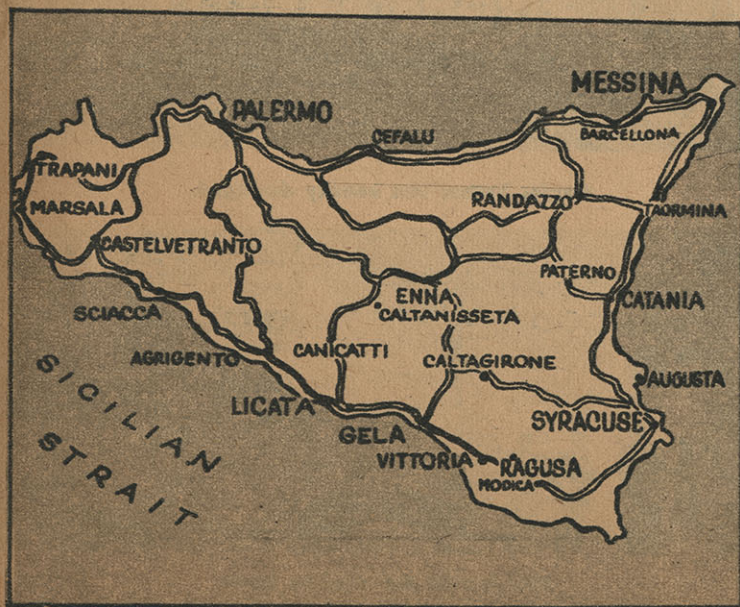 MESSINA
PALERMO
CEFALU
BARCELLONA
TRAPANI
RANDAZZO
MARSALA
TAORMINA
CASTELVETRANTO
PATERNO
ENNA
CATANIA
CALTANISSETA
SCIACCA
CANICATTI
AGRIGENTO
CALTAGIRONE
AUGUSTA
LICATA
SYRACUSE
GELA
VITTORIA
RAGUSA
MODICA
SICILIAN
STRAIT